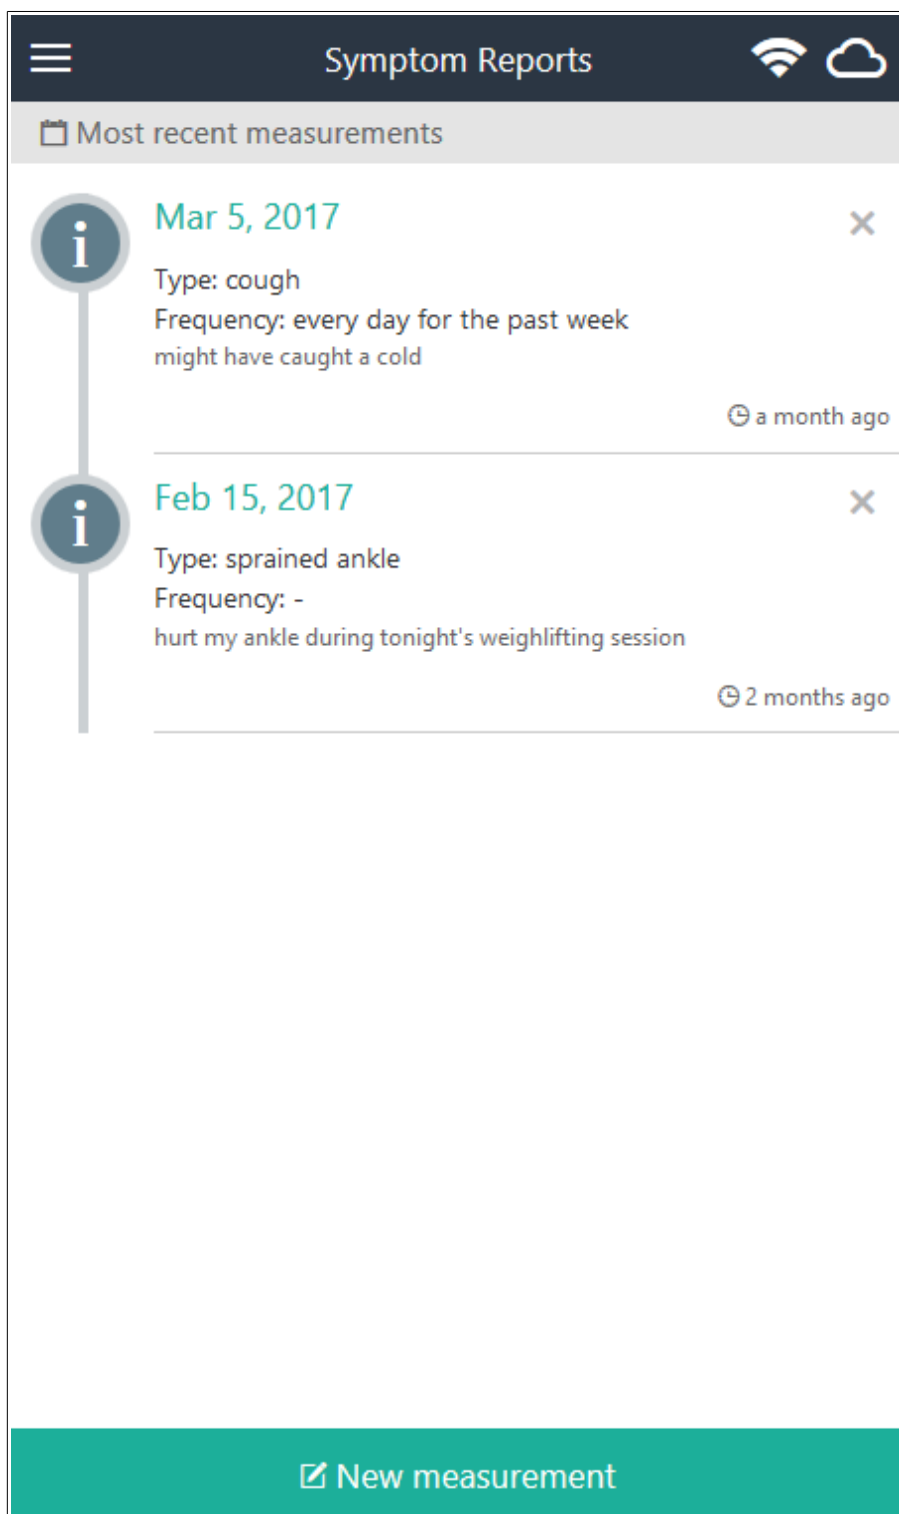 Symptom Reports
Most recent measurements
i
Mar 5, 2017
Type: cough
Frequency: every day for the past week
might have caught a cold
a month ago
i
Feb 15, 2017
Type: sprained ankle
Frequency: -
hurt my ankle during tonight's weighlifting session
2 months ago
New measurement